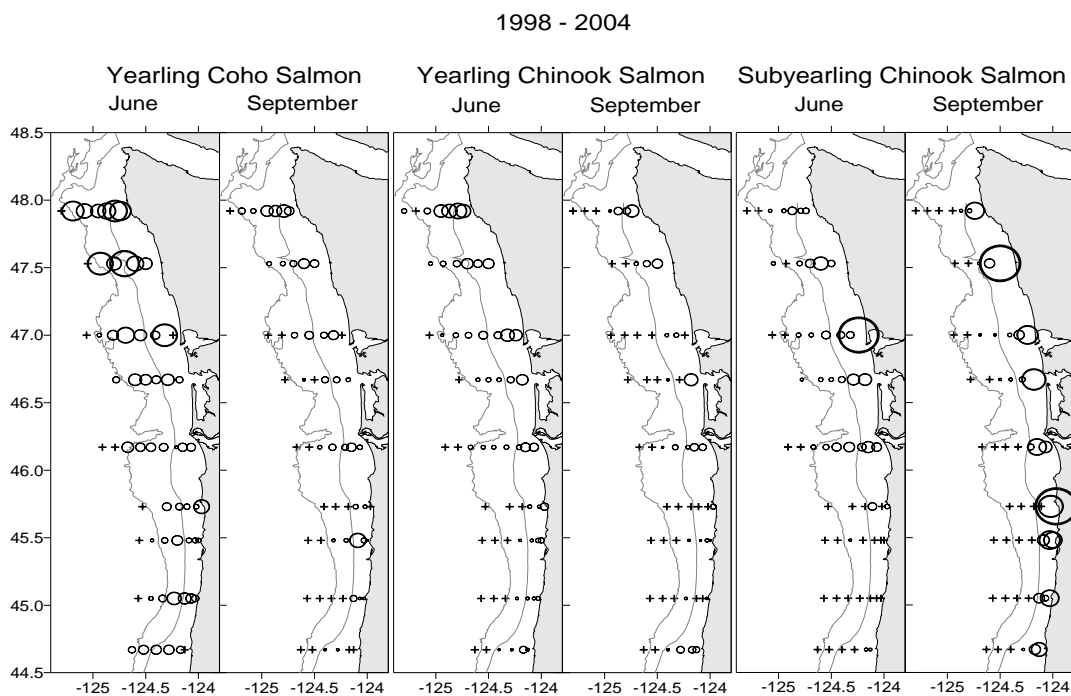 1998 - 2004
Yearling Coho Salmon Yearling Chinook Salmon Subyearling Chinook Salmon
June September June September June September
48.5
48.0
47.5
47.0
46.5
46.0
45.5
45.0
44.5
-125 -124.5 -124 -125 -124.5 -124 -125 -124.5 -124 -125 -124.5 -124 -125 -124.5 -124 -125 -124.5 -124